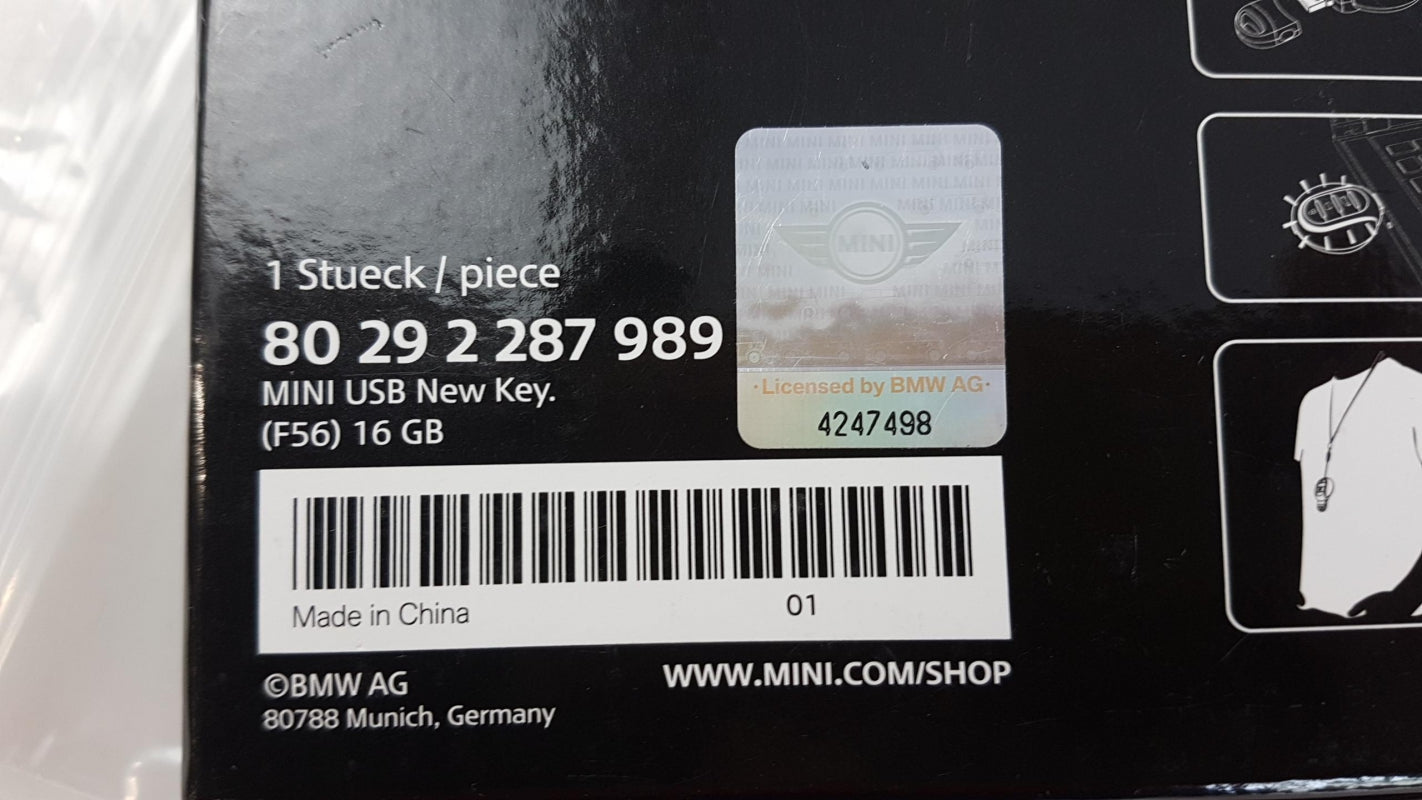 1 Stueck / piece
80 29 2 287 989
MINI USB New Key.
(F56) 16 GB
MINI
·Licensed by BMW AG·
4247498
Made in China
01
©BMW AG
80788 Munich, Germany
WWW.MINI.COM/SHOP